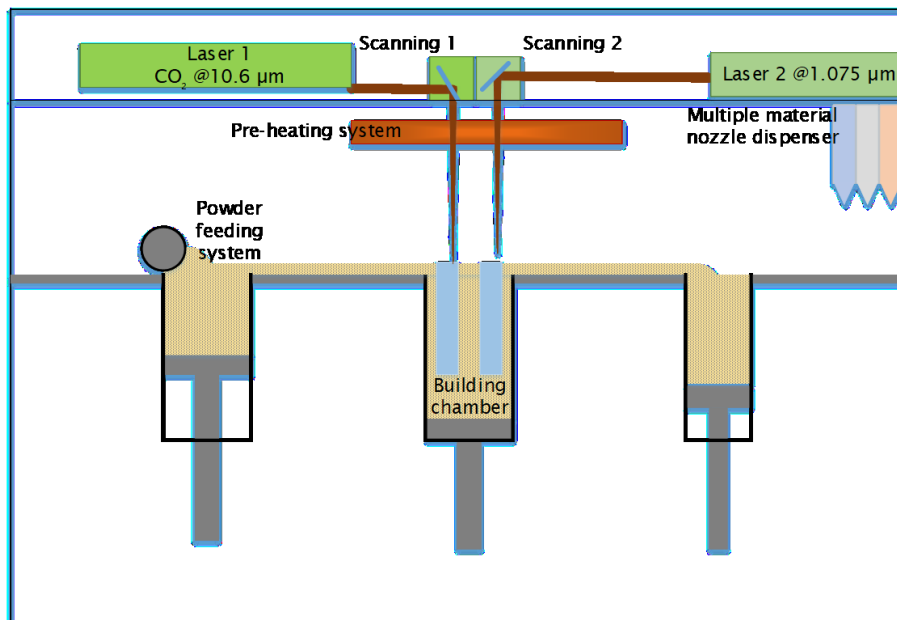 Laser 1
CO₂ @10.6 µm
Scanning 1
Scanning 2
Laser 2 @1.075 µm
Pre-heating system
Multiple material
nozzle dispenser
Powder
feeding
system
Building
chamber